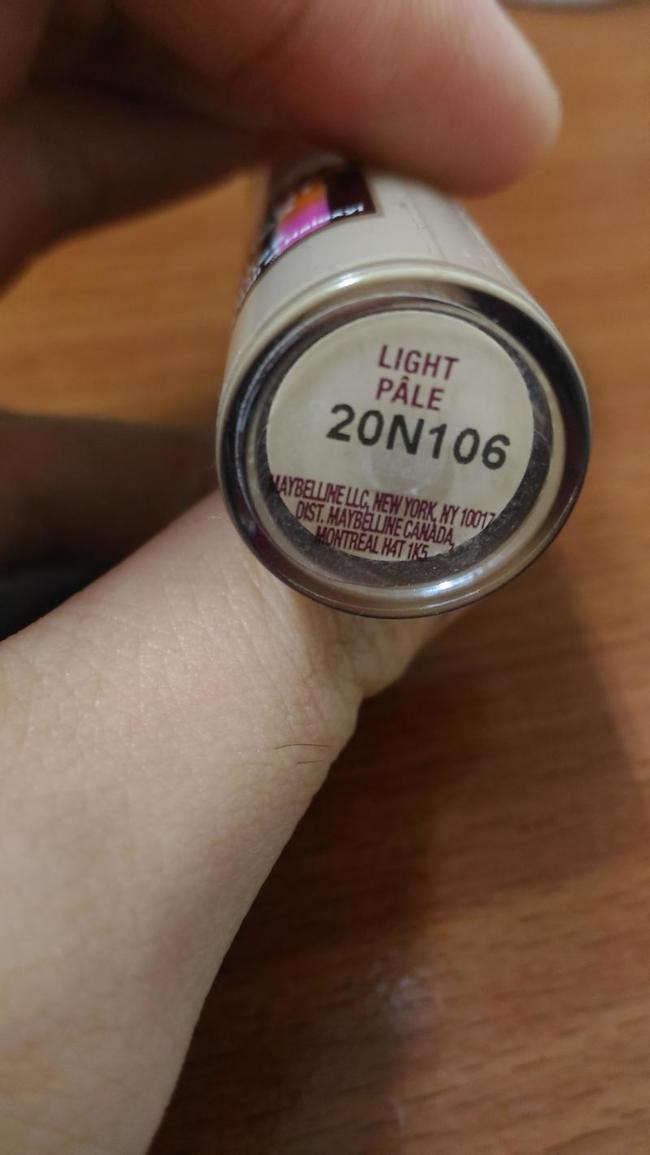 LIGHT
PÂLE
20N106
MAYBELLINE LLC, NEW YORK, NY 10017
DIST. MAYBELLINE CANADA,
MONTREAL H4T 1K5